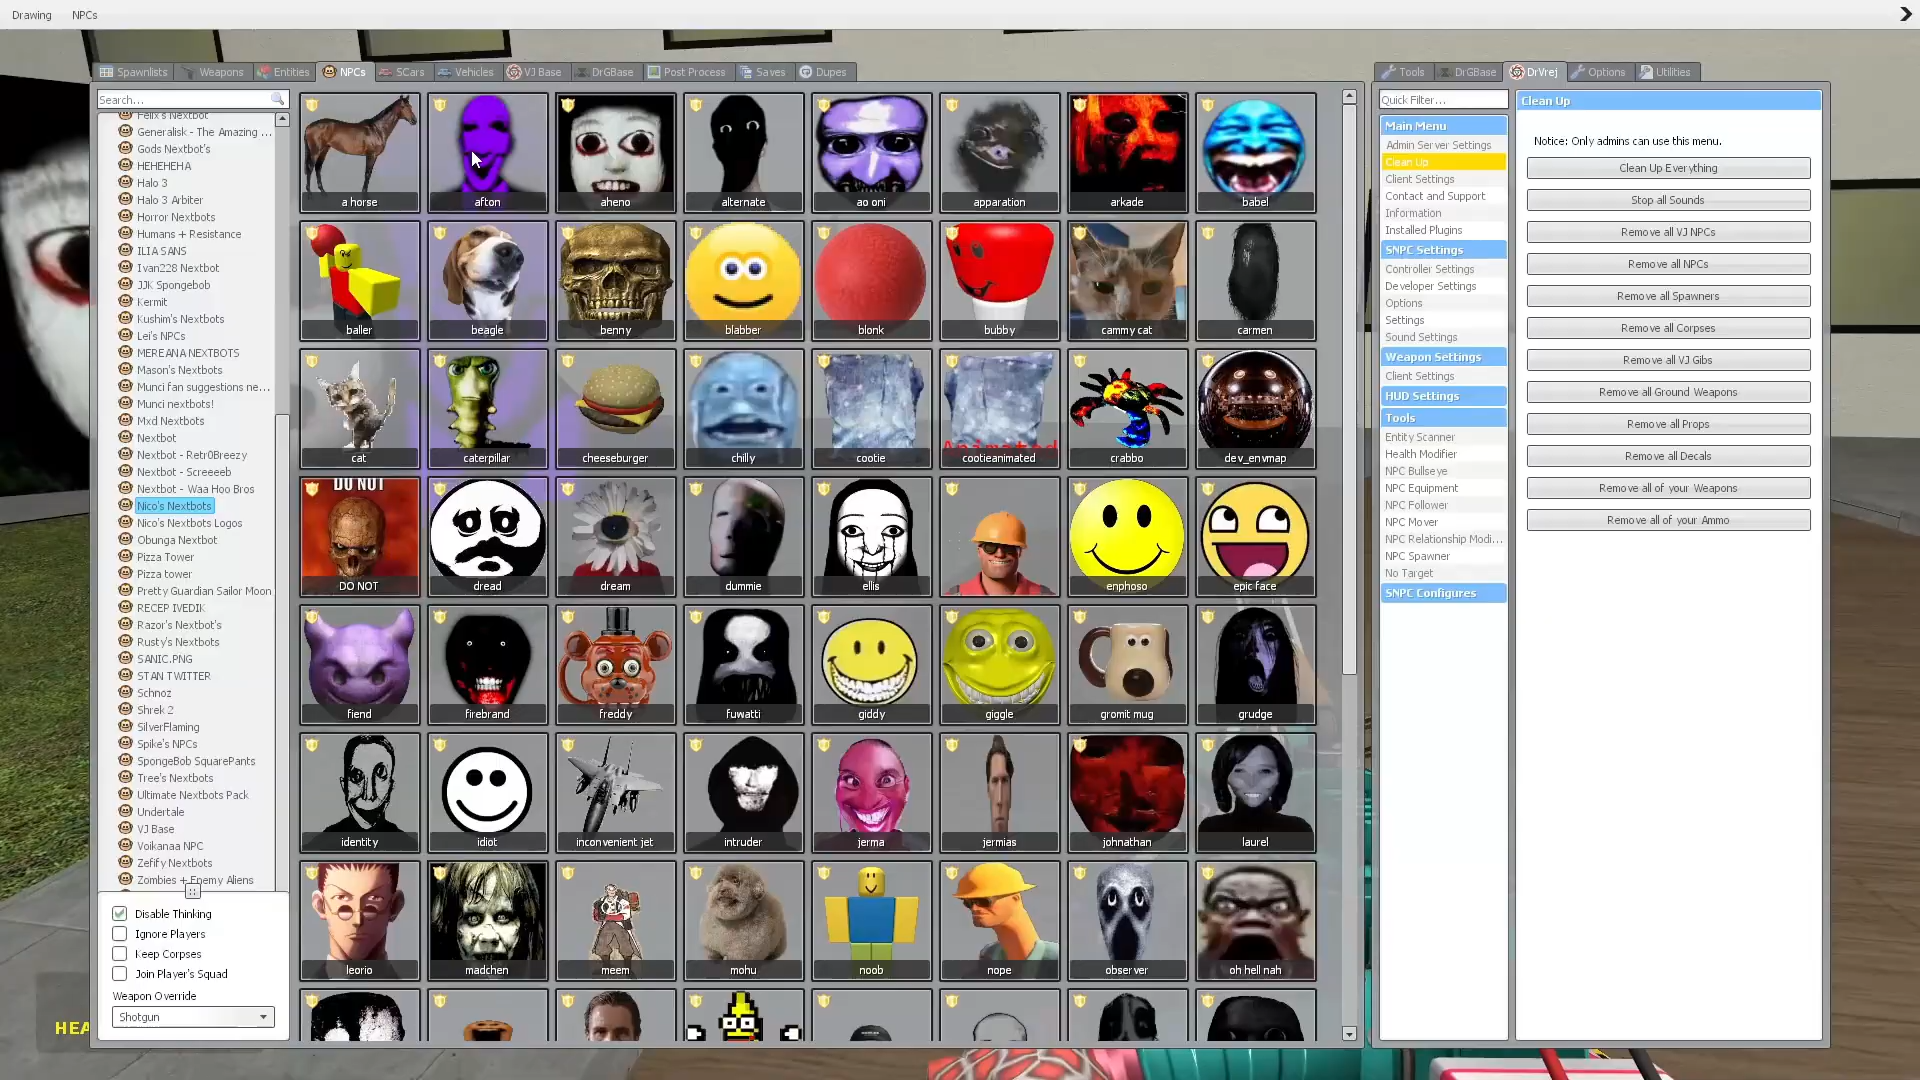 Drawing NPCs
Spawnlists Weapons Entities NPCs SCars Vehicles VJ Base DrGBase Post Process Saves Dupes
Tools DrGBase DrVrej Options Utilities
Search...
Felix's Nextbot
Generalisk - The Amazing ...
Gods Nextbot's
HEHEHEHA
Halo 3
Halo 3 Arbiter
Horror Nextbots
Humans + Resistance
ILIA SANS
Ivan228 Nextbot
JJK Spongebob
Kermit
Kushim's Nextbots
Lei's NPCs
MEREANA NEXTBOTS
Mason's Nextbots
Munci fan suggestions ne...
Munci nextbots!
Mxd Nextbots
Nextbot
Nextbot - Retr0Breezy
Nextbot - Screeeeb
Nextbot - Waa Hoo Bros
Nico's Nextbots
Nico's Nextbots Logos
Obunga Nextbot
Pizza Tower
Pizza tower
Pretty Guardian Sailor Moon
RECEP IVEDIK
Razor's Nextbot's
Rusty's Nextbots
SANIC.PNG
STAN TWITTER
Schnoz
Shrek 2
SilverFlaming
Spike's NPCs
SpongeBob SquarePants
Tree's Nextbots
Ultimate Nextbots Pack
Undertale
VJ Base
Voikanaa NPC
Zefify Nextbots
Zombies + Enemy Aliens
Disable Thinking
Ignore Players
Keep Corpses
Join Player's Squad
Weapon Override
Shotgun
HEA
a horse afton aheno alternate ao oni apparation arkade babel
baller beagle benny blabber blonk bubby cammy cat carmen
Animated
cat caterpillar cheeseburger chilly cootie cootieanimated crabbo dev_envmap
DO NOT
DO NOT dread dream dummie ellis enphoso epic face
fiend firebrand freddy fuwatti giddy giggle gromit mug grudge
identity idiot inconvenient jet intruder jerma jermias johnathan laurel
leorio madchen meem mohu noob nope observer oh hell nah
Quick Filter...
Main Menu
Admin Server Settings
Clean Up
Client Settings
Contact and Support
Information
Installed Plugins
SNPC Settings
Controller Settings
Developer Settings
Options
Settings
Sound Settings
Weapon Settings
Client Settings
HUD Settings
Tools
Entity Scanner
Health Modifier
NPC Bullseye
NPC Equipment
NPC Follower
NPC Mover
NPC Relationship Modi...
NPC Spawner
No Target
SNPC Configures
Clean Up
Notice: Only admins can use this menu.
Clean Up Everything
Stop all Sounds
Remove all VJ NPCs
Remove all NPCs
Remove all Spawners
Remove all Corpses
Remove all VJ Gibs
Remove all Ground Weapons
Remove all Props
Remove all Decals
Remove all of your Weapons
Remove all of your Ammo